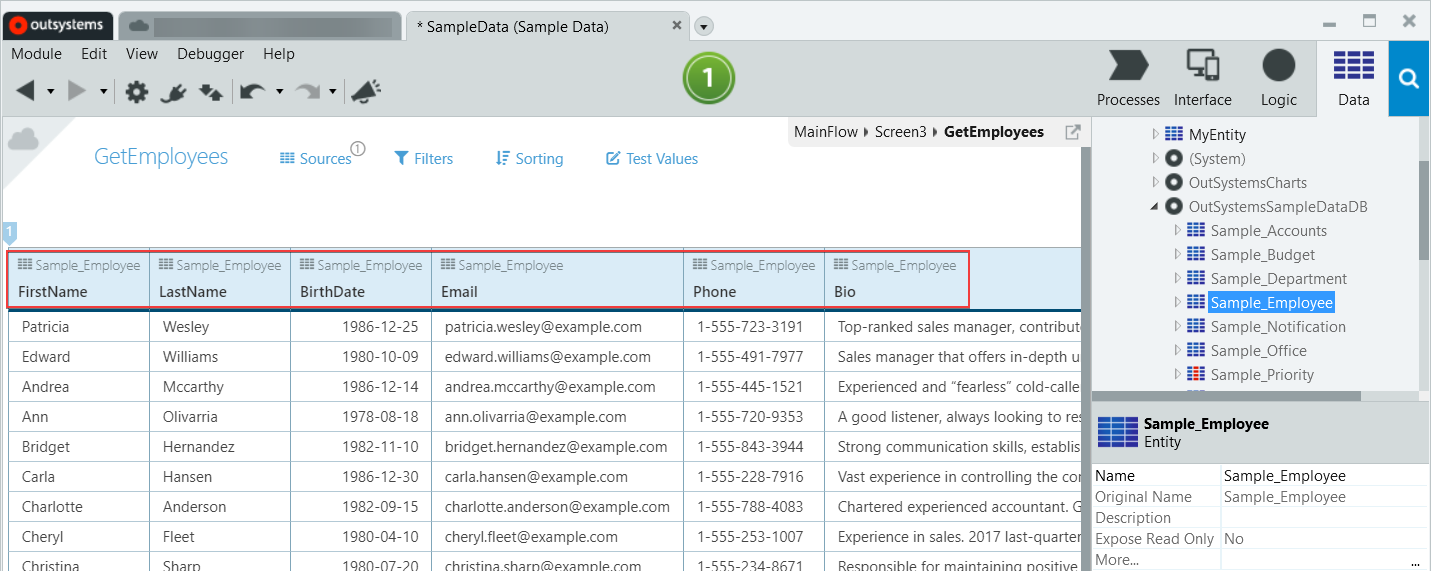 outsystems
* SampleData (Sample Data)
Module Edit View Debugger Help
1
Processes Interface Logic Data
MainFlow Screen3 GetEmployees
GetEmployees Sources 1 Filters Sorting Test Values
1
Sample_Employee Sample_Employee Sample_Employee Sample_Employee Sample_Employee Sample_Employee
FirstName LastName BirthDate Email Phone Bio
Patricia Wesley 1986-12-25 patricia.wesley@example.com 1-555-723-3191 Top-ranked sales manager, contribut
Edward Williams 1980-10-09 edward.williams@example.com 1-555-491-7977 Sales manager that offers in-depth u
Andrea Mccarthy 1986-12-14 andrea.mccarthy@example.com 1-555-445-1521 Experienced and “fearless” cold-calle
Ann Olivarria 1978-08-18 ann.olivarria@example.com 1-555-720-9353 A good listener, always looking to res
Bridget Hernandez 1982-11-10 bridget.hernandez@example.com 1-555-843-3944 Strong communication skills, establis
Carla Hansen 1986-12-30 carla.hansen@example.com 1-555-228-7916 Vast experience in controlling the cor
Charlotte Anderson 1982-09-15 charlotte.anderson@example.com 1-555-788-4083 Chartered experienced accountant. G
Cheryl Fleet 1980-04-10 cheryl.fleet@example.com 1-555-253-1007 Experience in sales. 2017 last-quarter
Christina Sharp 1980-07-20 christina.sharp@example.com 1-555-234-8671 Responsible for maintaining positive
MyEntity
(System)
OutSystemsCharts
OutSystemsSampleDataDB
Sample_Accounts
Sample_Budget
Sample_Department
Sample_Employee
Sample_Notification
Sample_Office
Sample_Priority
Sample_Employee
Entity
Name Sample_Employee
Original Name Sample_Employee
Description
Expose Read Only No
More... ...